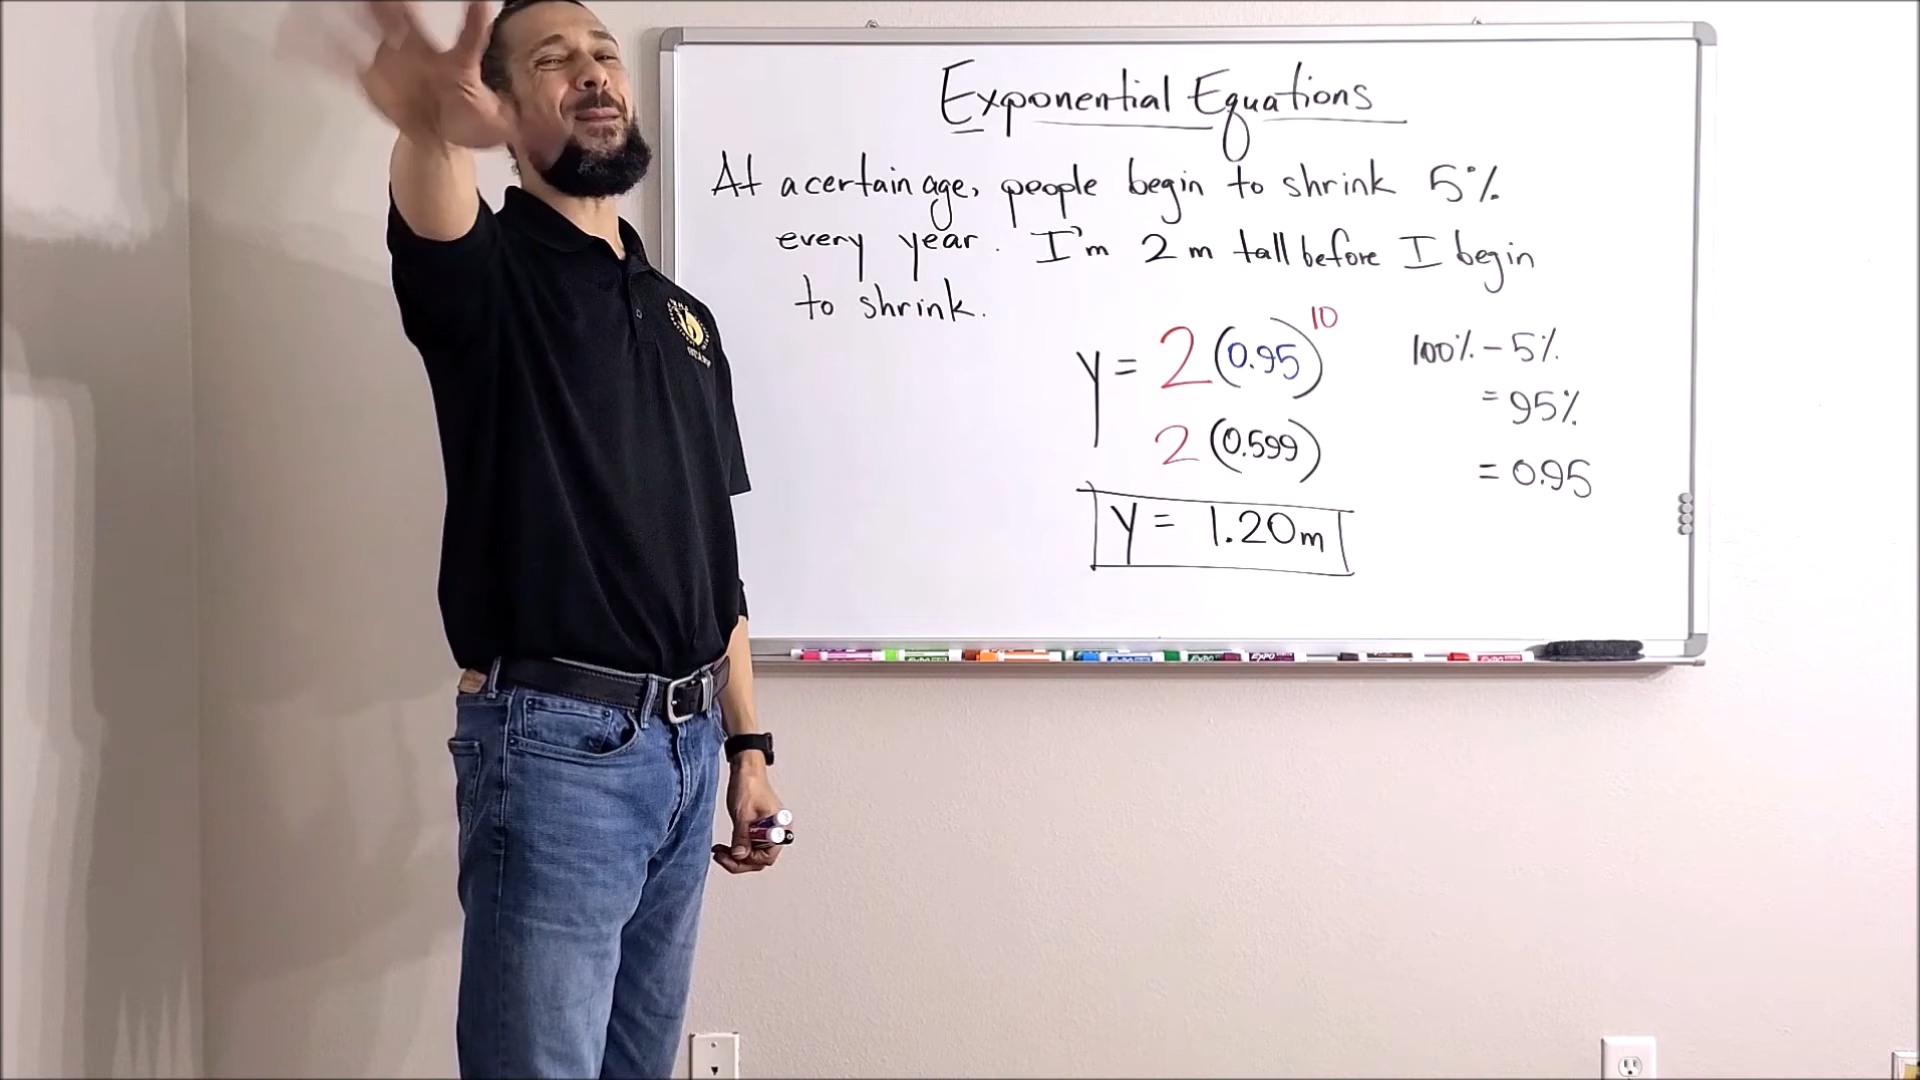 Exponential Equations
At a certain age, people begin to shrink 5%
every year. I'm 2 m tall before I begin
to shrink.
y = 2(0.95)^10
100% - 5%
= 95%
2(0.599)
= 0.95
y = 1.20m
EXPO